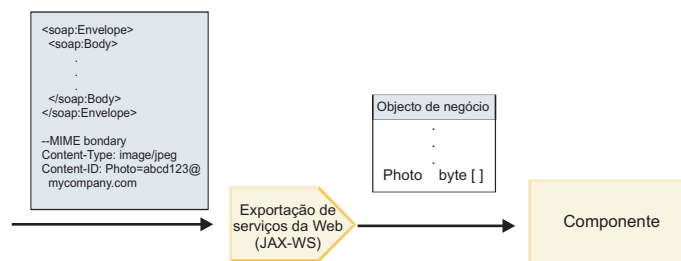 <soap:Envelope>
<soap:Body>
.
.
.
</soap:Body>
</soap:Envelope>
--MIME bondary
Content-Type: image/jpeg
Content-ID: Photo=abcd123@
mycompany.com
Exportação de
serviços da Web
(JAX-WS)
Objecto de negócio
.
.
.
Photo byte [ ]
Componente